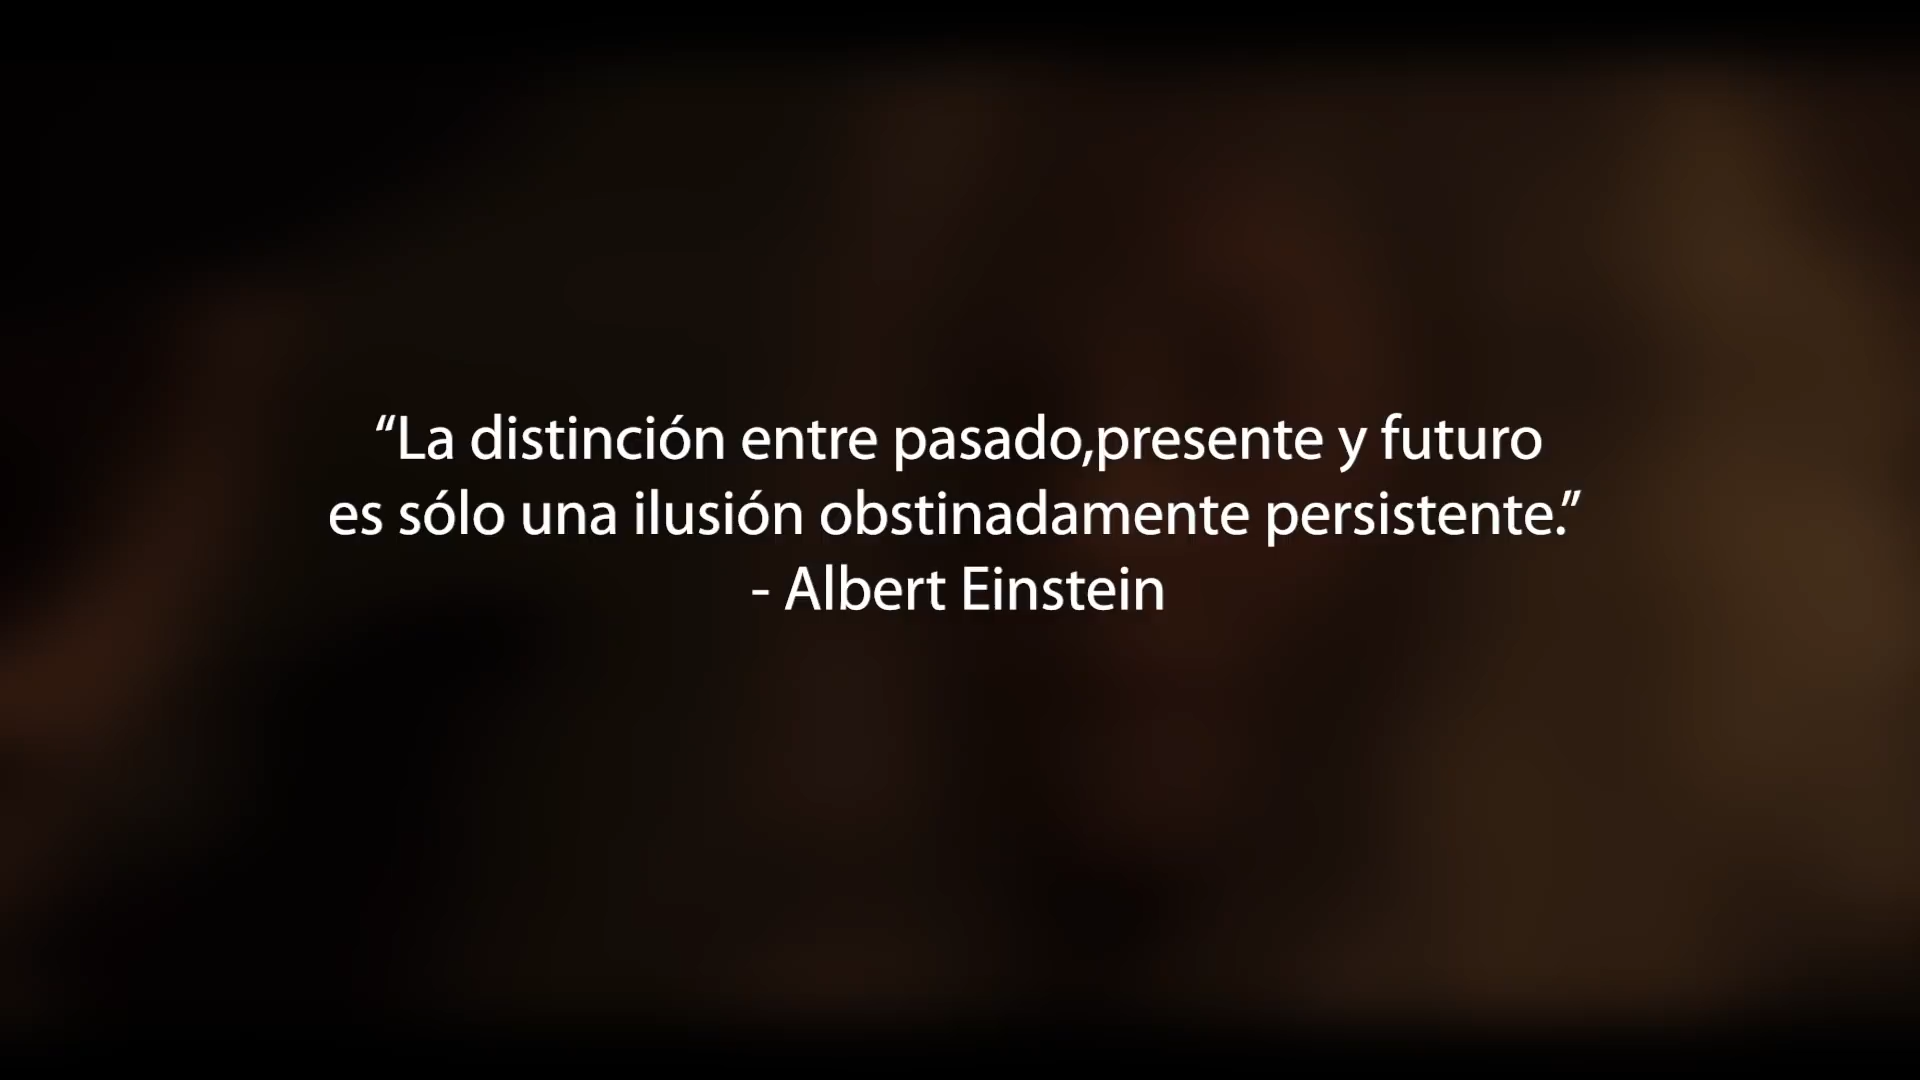 “La distinción entre pasado,presente y futuro
es sólo una ilusión obstinadamente persistente.”
- Albert Einstein